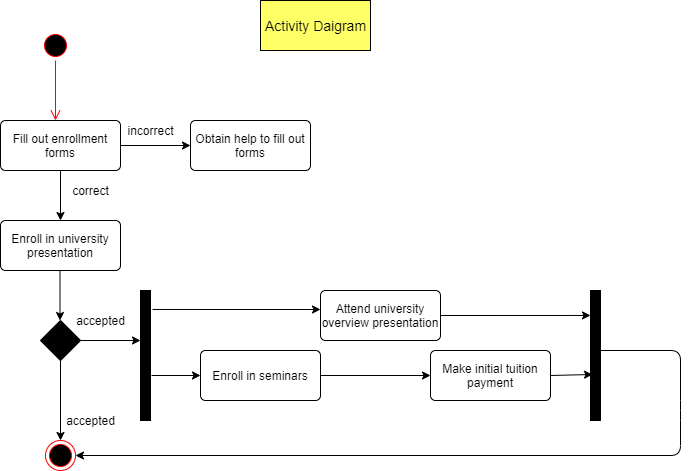 Activity Daigram
Fill out enrollment
forms
incorrect
Obtain help to fill out
forms
correct
Enroll in university
presentation
accepted
Attend university
overview presentation
Enroll in seminars
Make initial tuition
payment
accepted